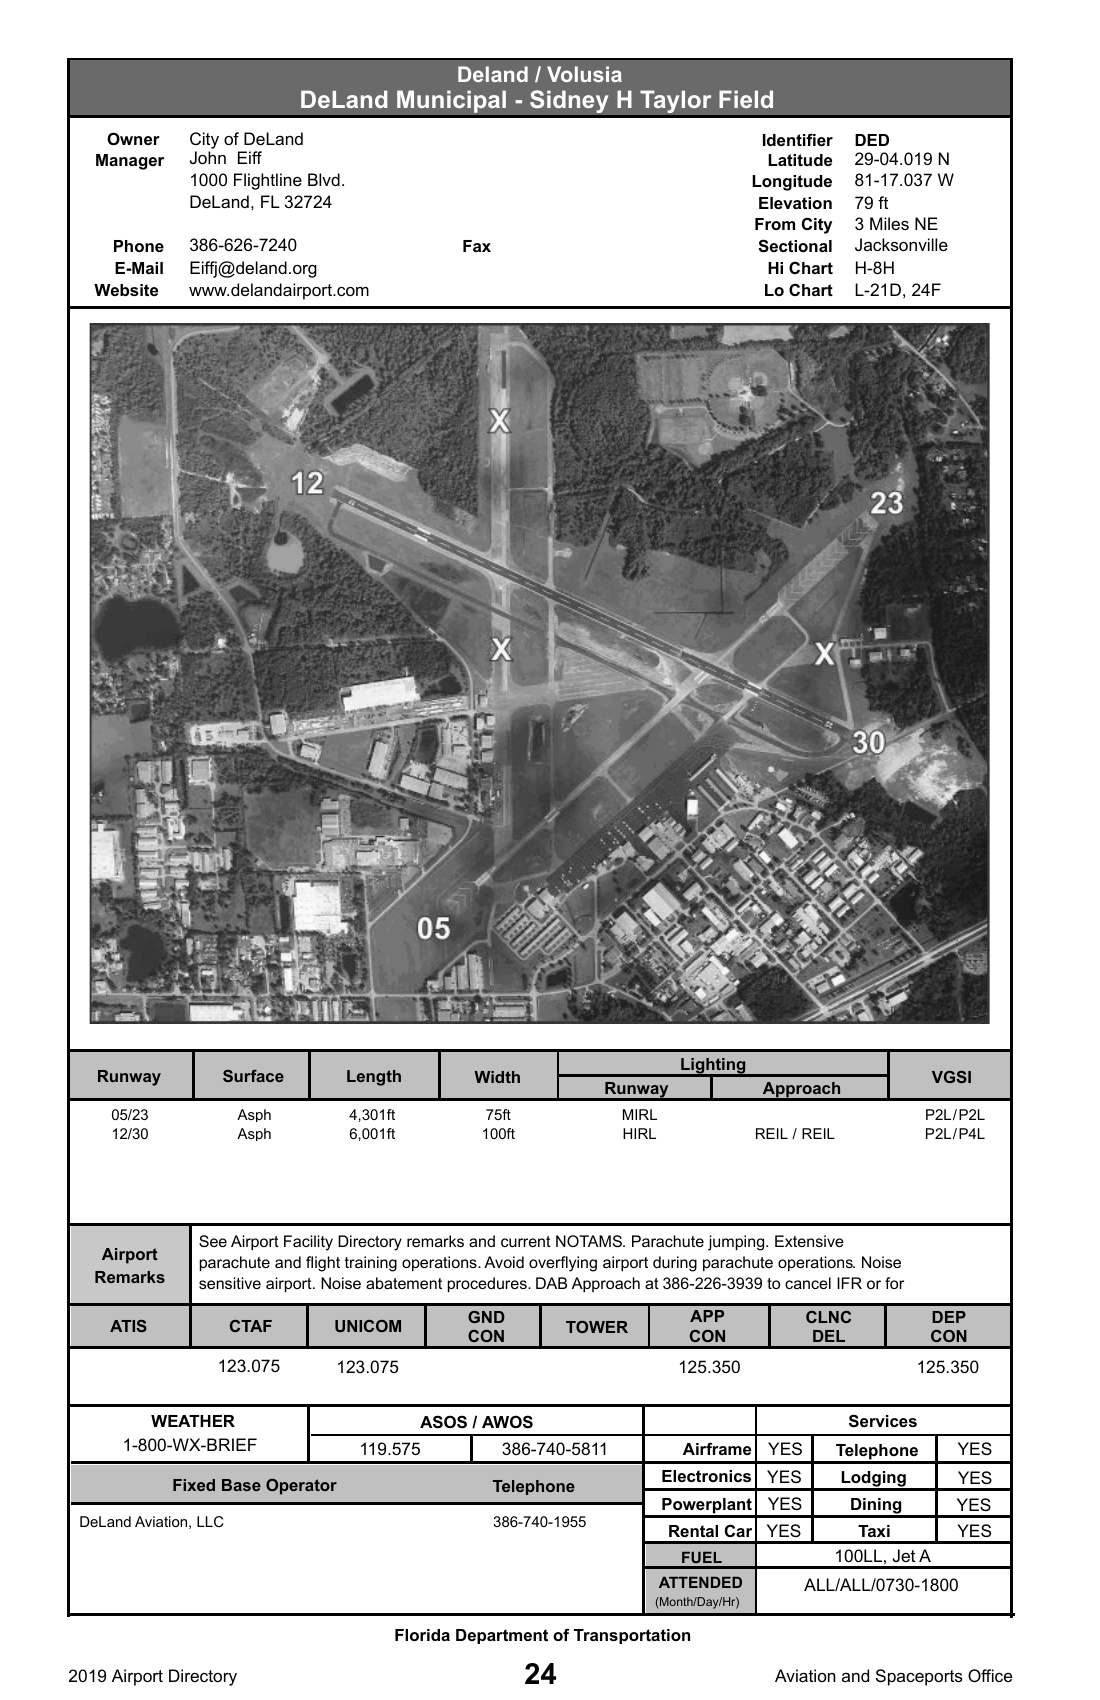 Deland / Volusia
DeLand Municipal - Sidney H Taylor Field
Owner City of DeLand
Manager John Eiff
1000 Flightline Blvd.
DeLand, FL 32724
Phone 386-626-7240 Fax
E-Mail Eiffj@deland.org
Website www.delandairport.com
Identifier DED
Latitude 29-04.019 N
Longitude 81-17.037 W
Elevation 79 ft
From City 3 Miles NE
Sectional Jacksonville
Hi Chart H-8H
Lo Chart L-21D, 24F
X
12
23
X
X
30
05
Runway Surface Length Width Lighting VGSI
Runway Approach
05/23 Asph 4,301ft 75ft MIRL P2L/P2L
12/30 Asph 6,001ft 100ft HIRL REIL / REIL P2L/P4L
Airport Remarks
See Airport Facility Directory remarks and current NOTAMS. Parachute jumping. Extensive
parachute and flight training operations. Avoid overflying airport during parachute operations. Noise
sensitive airport. Noise abatement procedures. DAB Approach at 386-226-3939 to cancel IFR or for
ATIS CTAF UNICOM GND CON TOWER APP CON CLNC DEL DEP CON
123.075 123.075 125.350 125.350
WEATHER
1-800-WX-BRIEF
ASOS / AWOS
119.575 386-740-5811
Fixed Base Operator Telephone
DeLand Aviation, LLC 386-740-1955
Services
Airframe YES Telephone YES
Electronics YES Lodging YES
Powerplant YES Dining YES
Rental Car YES Taxi YES
FUEL 100LL, Jet A
ATTENDED ALL/ALL/0730-1800
(Month/Day/Hr)
Florida Department of Transportation
2019 Airport Directory 24 Aviation and Spaceports Office